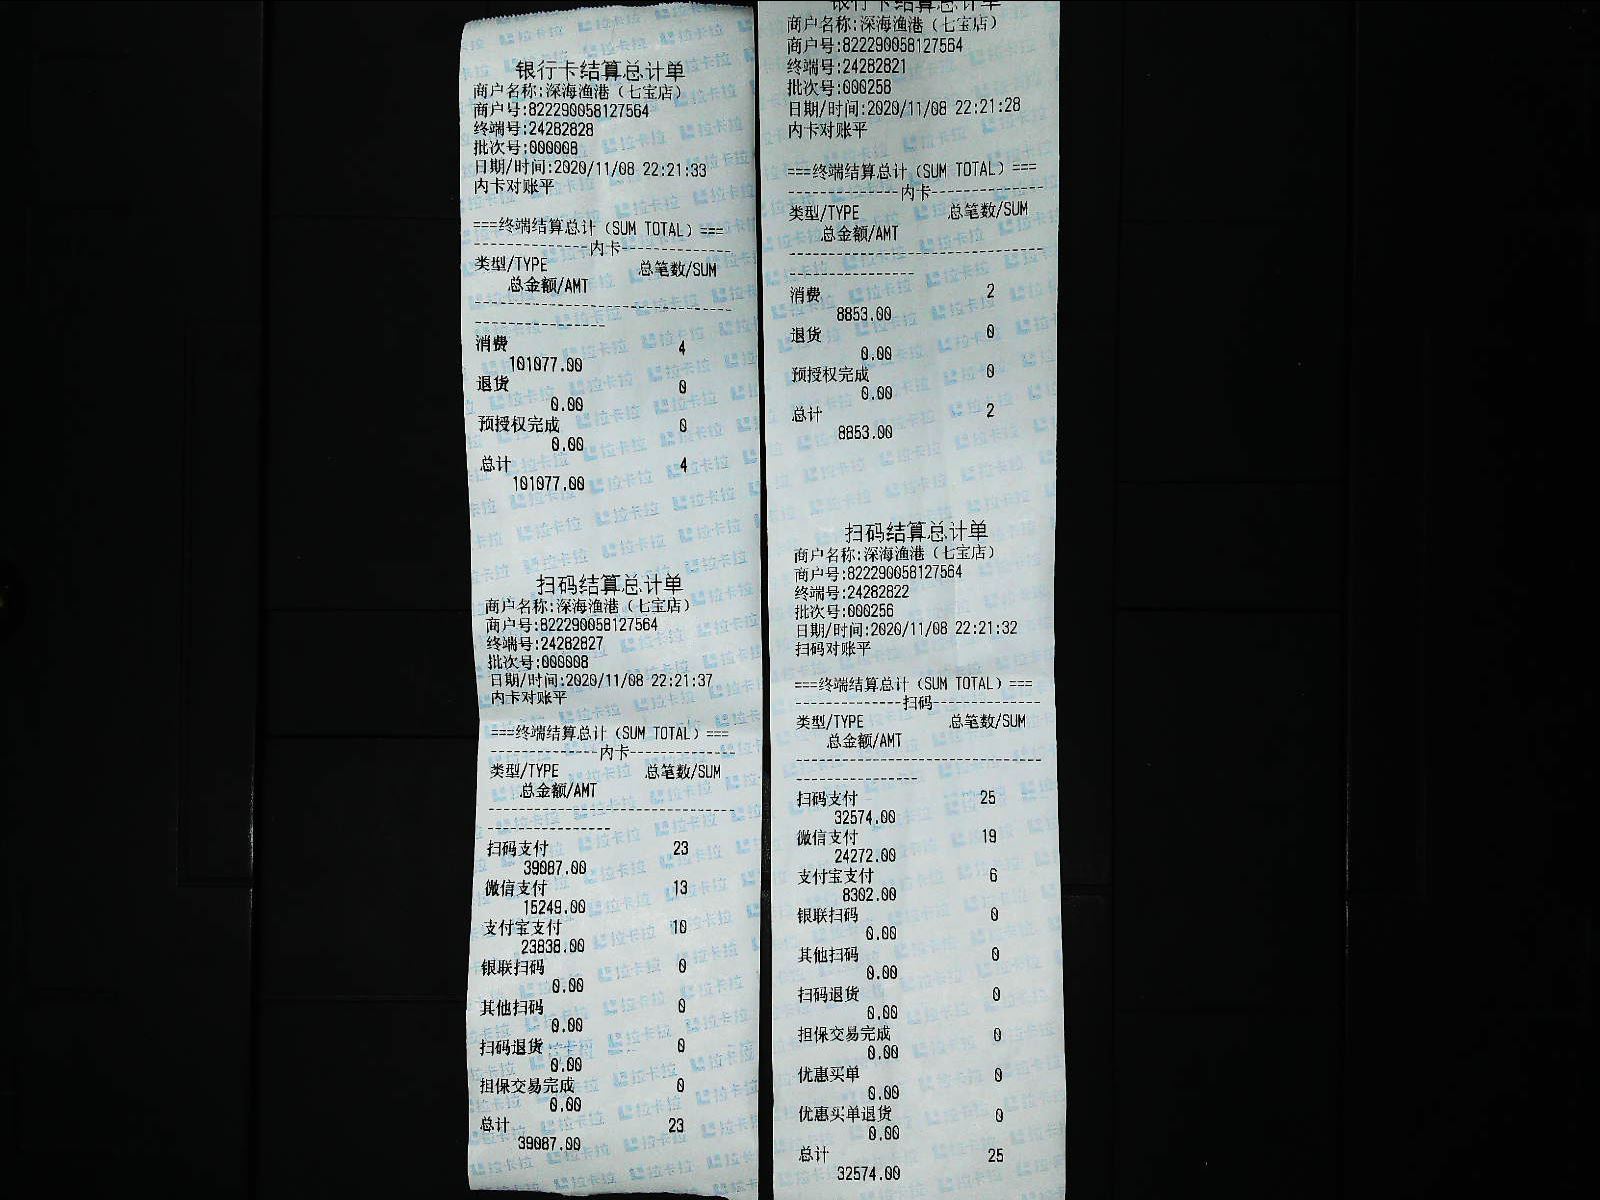 银行卡结算总计单
商户名称:深海渔港（七宝店）
商户号:822290058127564
终端号:24282828
批次号:000008
日期/时间:2020/11/08 22:21:33
内卡对账平
===终端结算总计（SUM TOTAL）===
内卡
类型/TYPE 总笔数/SUM
总金额/AMT
消费 4
101077.00
退货 0
0.00
预授权完成 0
0.00
总计 4
101077.00
扫码结算总计单
商户名称:深海渔港（七宝店）
商户号:822290058127564
终端号:24282827
批次号:000008
日期/时间:2020/11/08 22:21:37
内卡对账平
===终端结算总计（SUM TOTAL）===
内卡
类型/TYPE 总笔数/SUM
总金额/AMT
扫码支付 23
39087.00
微信支付 13
15249.00
支付宝支付 10
23838.00
银联扫码 0
0.00
其他扫码 0
0.00
扫码退货 0
0.00
担保交易完成 0
0.00
总计 23
39087.00
银行卡结算总计单
商户名称:深海渔港（七宝店）
商户号:822290058127564
终端号:24282821
批次号:000258
日期/时间:2020/11/08 22:21:28
内卡对账平
===终端结算总计（SUM TOTAL）===
内卡
类型/TYPE 总笔数/SUM
总金额/AMT
消费 2
8853.00
退货 0
0.00
预授权完成 0
0.00
总计 2
8853.00
扫码结算总计单
商户名称:深海渔港（七宝店）
商户号:822290058127564
终端号:24282822
批次号:000256
日期/时间:2020/11/08 22:21:32
扫码对账平
===终端结算总计（SUM TOTAL）===
扫码
类型/TYPE 总笔数/SUM
总金额/AMT
扫码支付 25
32574.00
微信支付 19
24272.00
支付宝支付 6
8302.00
银联扫码 0
0.00
其他扫码 0
0.00
扫码退货 0
0.00
担保交易完成 0
0.00
优惠买单 0
0.00
优惠买单退货 0
0.00
总计 25
32574.00